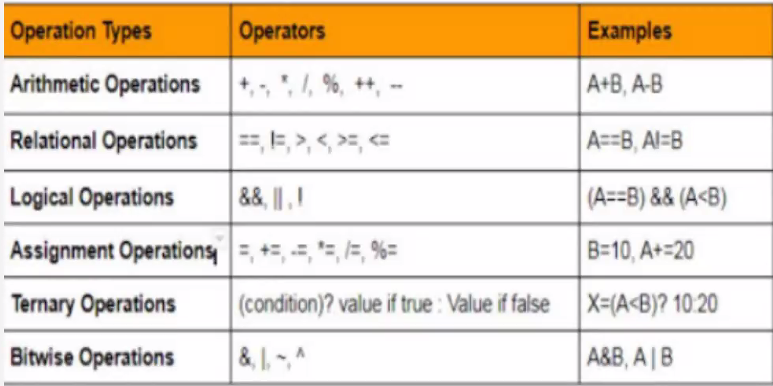 Operation Types Operators Examples
Arithmetic Operations +, -, *, /, %, ++, -- A+B, A-B
Relational Operations ==, !=, >, <, >=, <= A==B, A!=B
Logical Operations &&, || , ! (A==B) && (A<B)
Assignment Operations =, +=, -=, *=, /=, %= B=10, A+=20
Ternary Operations (condition)? value if true : Value if false X=(A<B)? 10:20
Bitwise Operations &, |, ~, ^ A&B, A | B